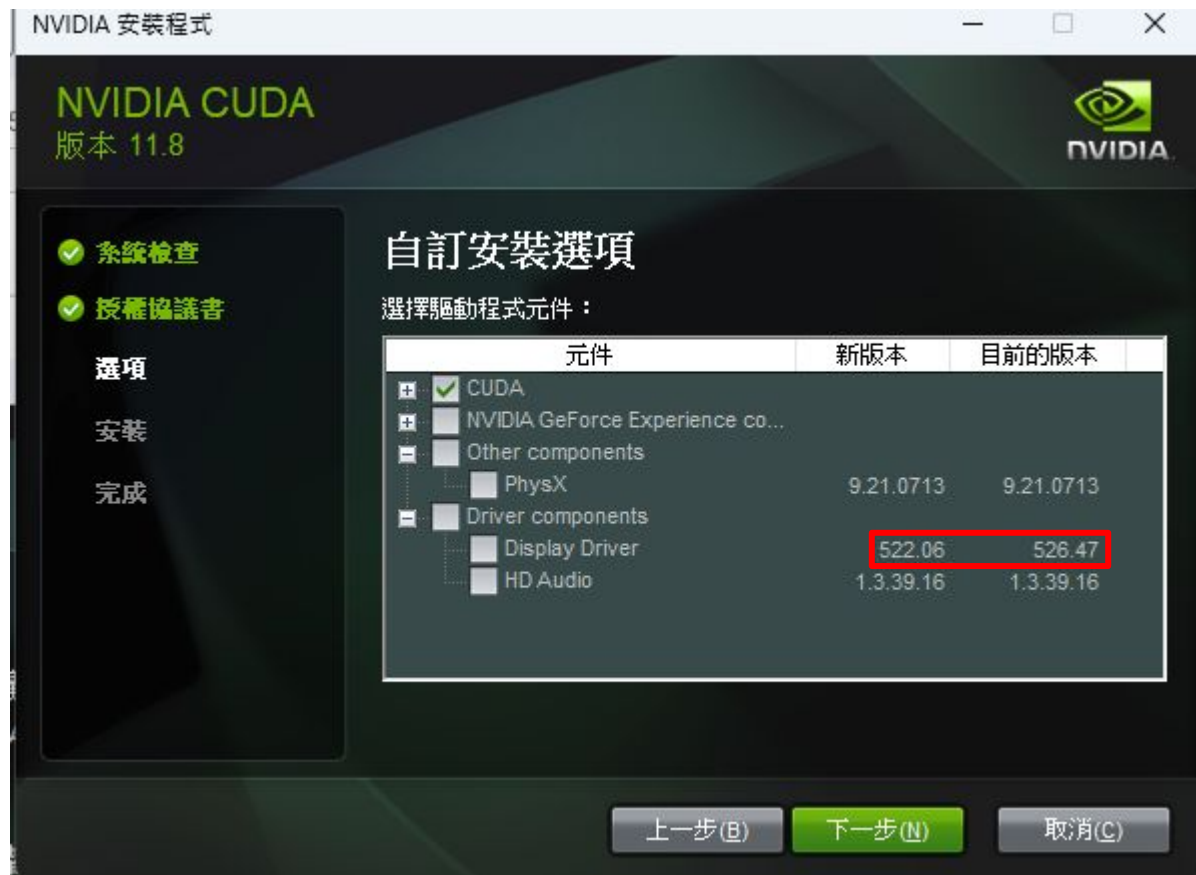 NVIDIA 安裝程式
NVIDIA CUDA
版本 11.8
NVIDIA
系統檢查
授權協議書
選項
安裝
完成
自訂安裝選項
選擇驅動程式元件：
元件 新版本 目前的版本
CUDA
NVIDIA GeForce Experience co...
Other components
PhysX 9.21.0713 9.21.0713
Driver components
Display Driver 522.06 526.47
HD Audio 1.3.39.16 1.3.39.16
上一步(B) 下一步(N) 取消(C)